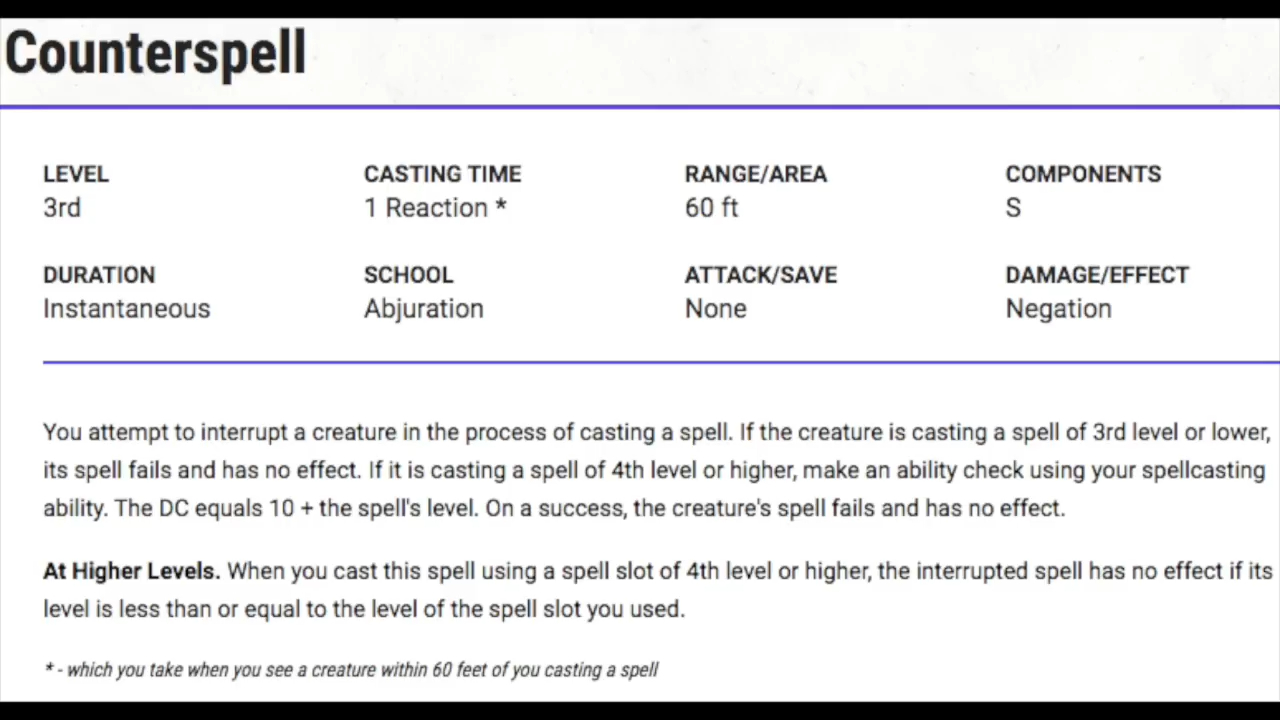 Counterspell
LEVEL CASTING TIME RANGE/AREA COMPONENTS
3rd 1 Reaction * 60 ft S
DURATION SCHOOL ATTACK/SAVE DAMAGE/EFFECT
Instantaneous Abjuration None Negation
You attempt to interrupt a creature in the process of casting a spell. If the creature is casting a spell of 3rd level or lower,
its spell fails and has no effect. If it is casting a spell of 4th level or higher, make an ability check using your spellcasting
ability. The DC equals 10 + the spell's level. On a success, the creature's spell fails and has no effect.
At Higher Levels. When you cast this spell using a spell slot of 4th level or higher, the interrupted spell has no effect if its
level is less than or equal to the level of the spell slot you used.
* - which you take when you see a creature within 60 feet of you casting a spell